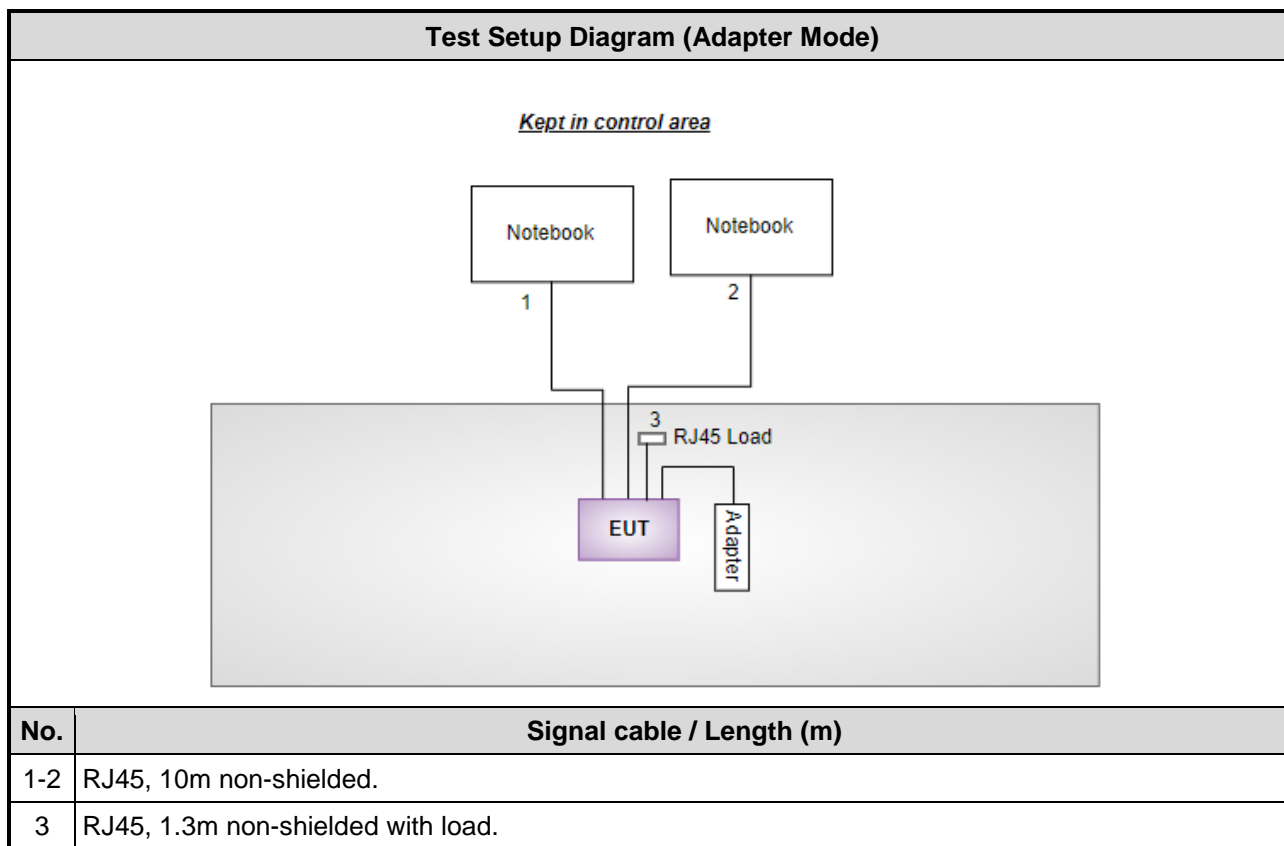 Test Setup Diagram (Adapter Mode)
Kept in control area
Notebook
Notebook
1
2
3
RJ45 Load
EUT
Adapter
No. Signal cable / Length (m)
1-2 RJ45, 10m non-shielded.
3 RJ45, 1.3m non-shielded with load.